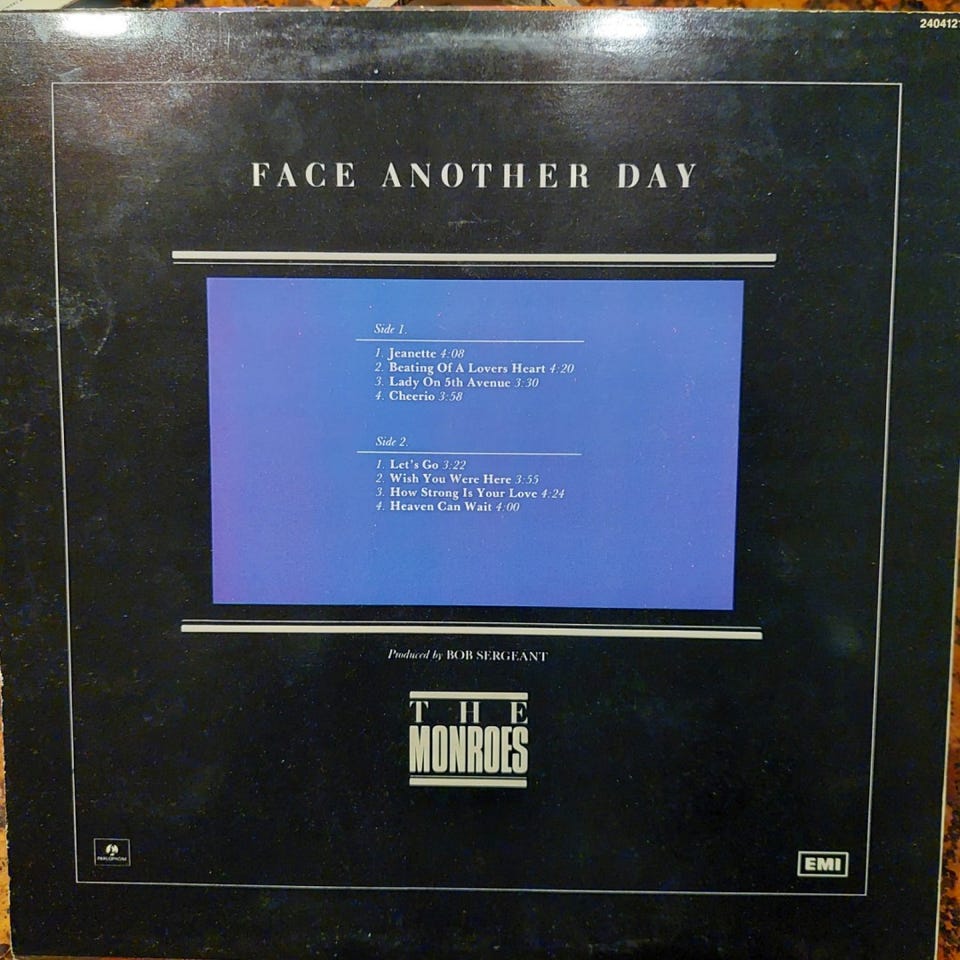 2404121
FACE ANOTHER DAY
Side 1.
1. Jeanette 4:08
2. Beating Of A Lovers Heart 4:20
3. Lady On 5th Avenue 3:30
4. Cheerio 3:58
Side 2.
1. Let's Go 3:22
2. Wish You Were Here 3:55
3. How Strong Is Your Love 4:24
4. Heaven Can Wait 4:00
Produced by BOB SERGEANT
THE
MONROES
PARLOPHONE
EMI